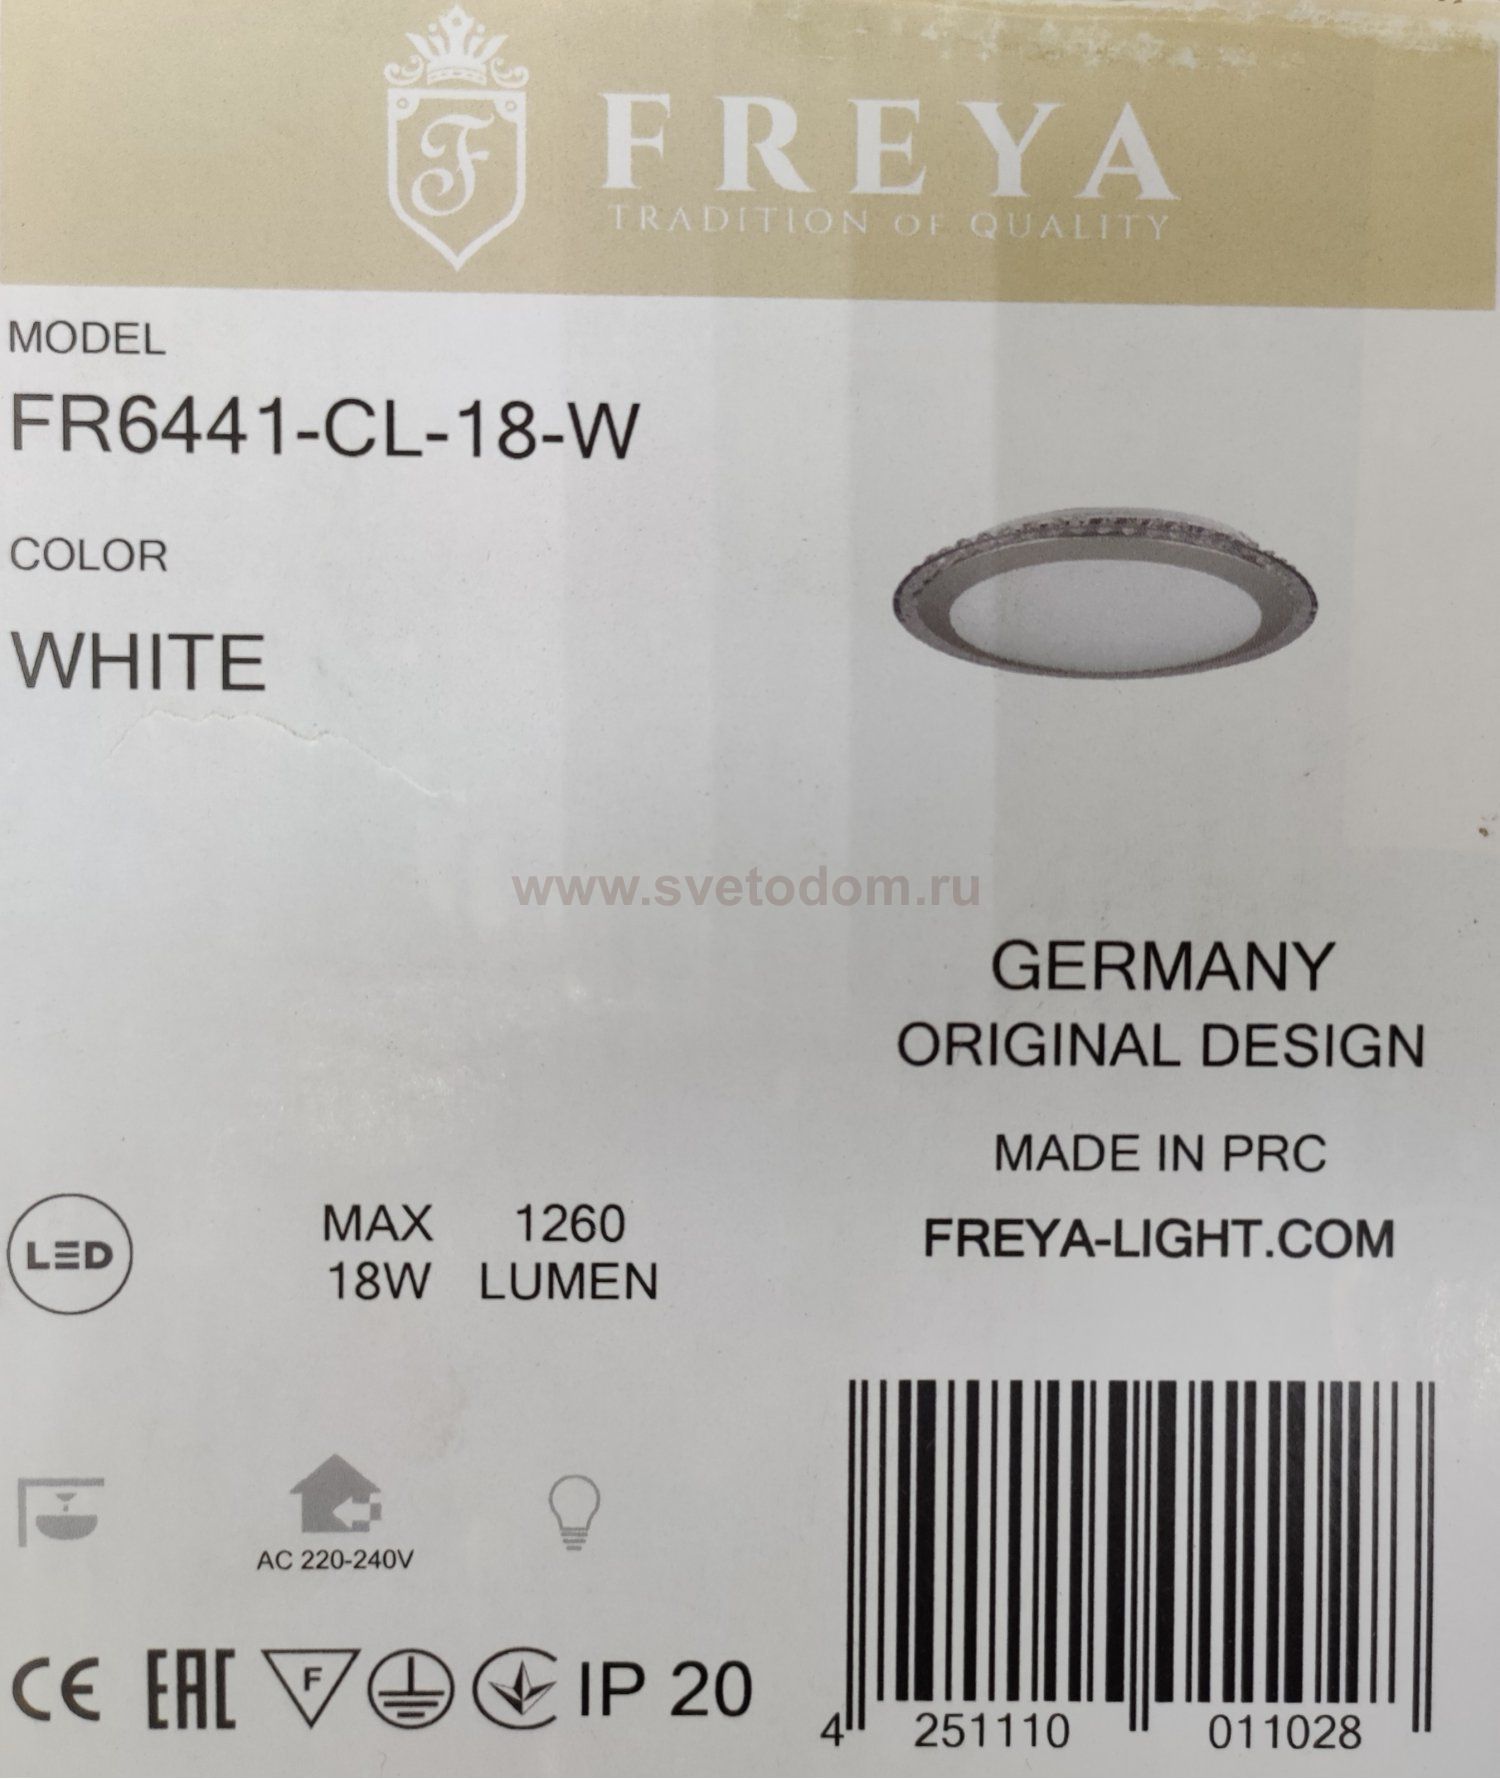 F
FREYA
TRADITION OF QUALITY
MODEL
FR6441-CL-18-W
COLOR
WHITE
www.svetodom.ru
GERMANY
ORIGINAL DESIGN
MADE IN PRC
FREYA-LIGHT.COM
LED
MAX 1260
18W LUMEN
AC 220-240V
CE EAC F IP 20
4 251110 011028